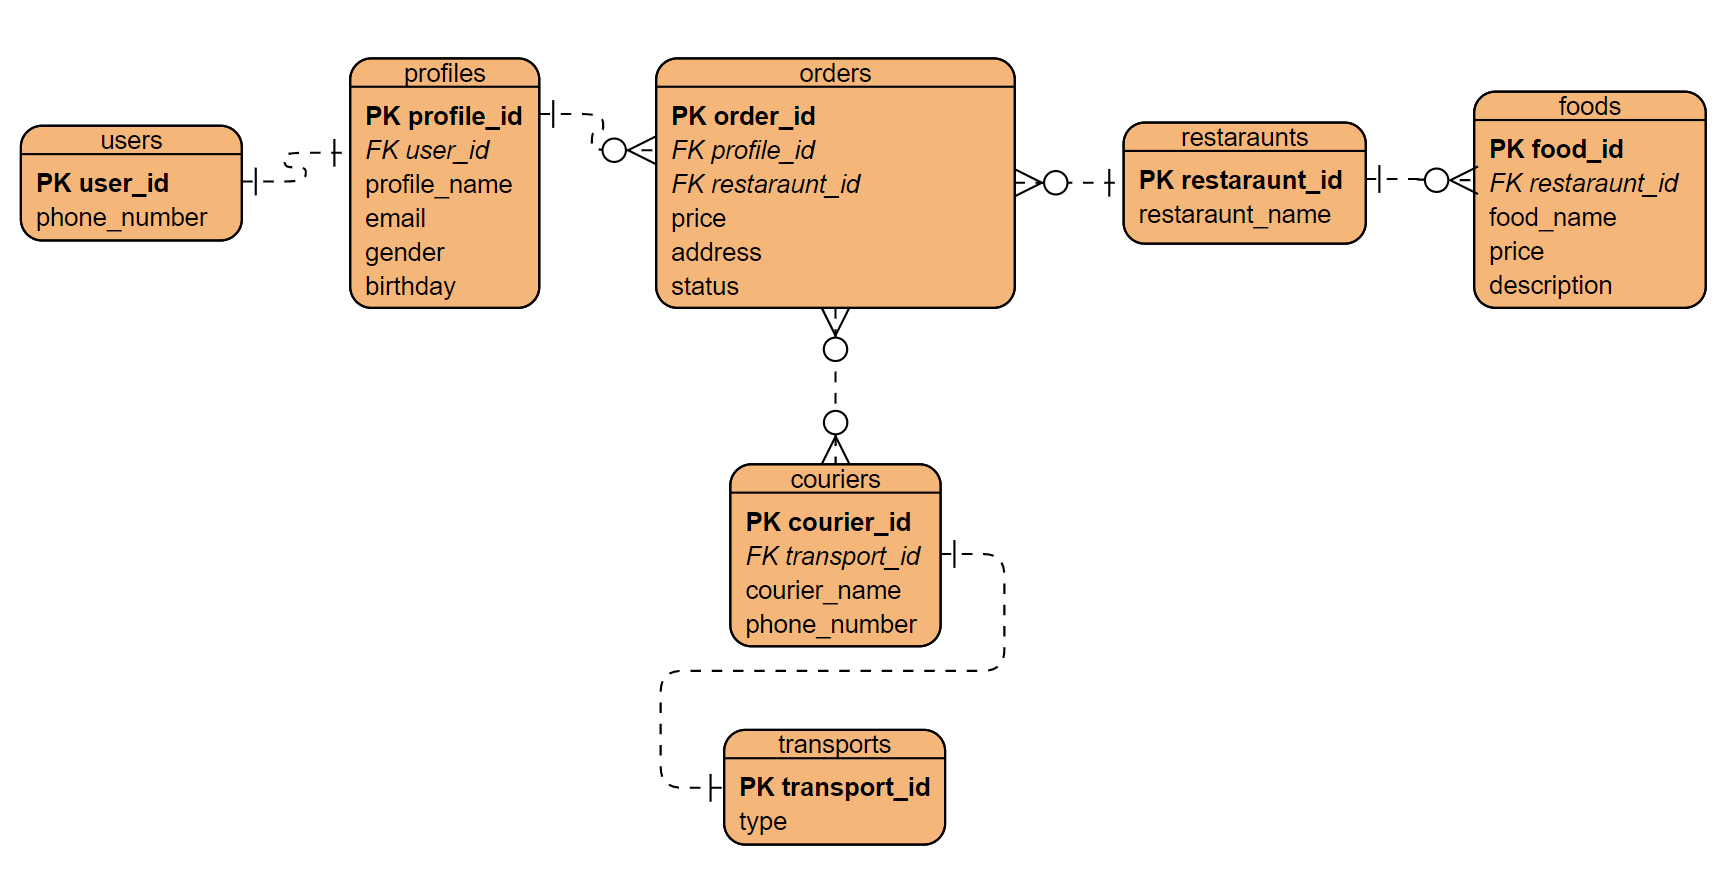 users
PK user_id
phone_number
profiles
PK profile_id
FK user_id
profile_name
email
gender
birthday
orders
PK order_id
FK profile_id
FK restaraunt_id
price
address
status
restaraunts
PK restaraunt_id
restaraunt_name
foods
PK food_id
FK restaraunt_id
food_name
price
description
couriers
PK courier_id
FK transport_id
courier_name
phone_number
transports
PK transport_id
type